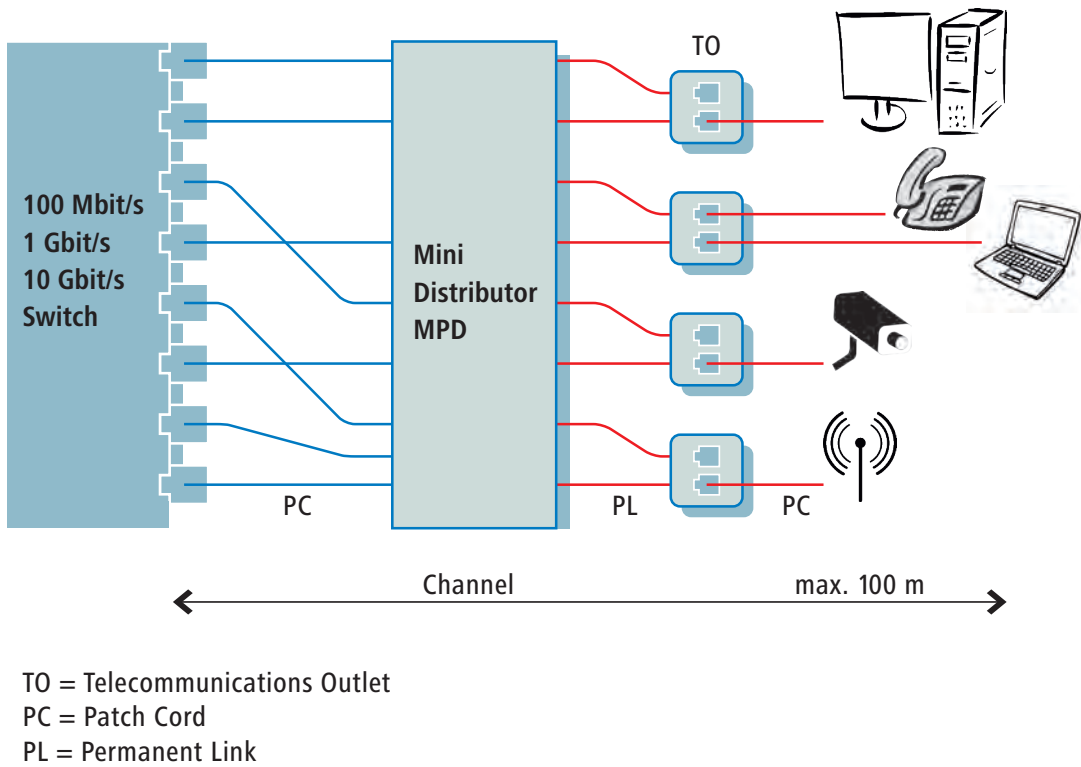 TO
100 Mbit/s
1 Gbit/s
10 Gbit/s
Switch
Mini
Distributor
MPD
PC
PL
PC
Channel
max. 100 m
TO = Telecommunications Outlet
PC = Patch Cord
PL = Permanent Link